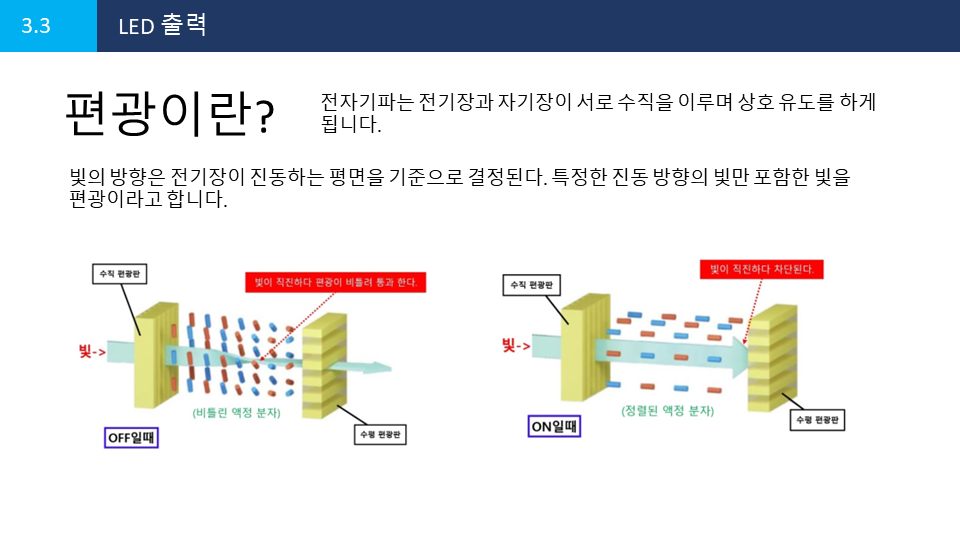 3.3
LED 출력
편광이란?
전자기파는 전기장과 자기장이 서로 수직을 이루며 상호 유도를 하게
됩니다.
빛의 방향은 전기장이 진동하는 평면을 기준으로 결정된다. 특정한 진동 방향의 빛만 포함한 빛을
편광이라고 합니다.
수직 편광판
빛이 직진하다 편광이 비틀려 통과 한다.
빛->
(비틀린 액정 분자)
OFF일때
수평 편광판
빛이 직진하다 차단된다.
수직 편광판
빛->
(정렬된 액정 분자)
ON일때
수평 편광판